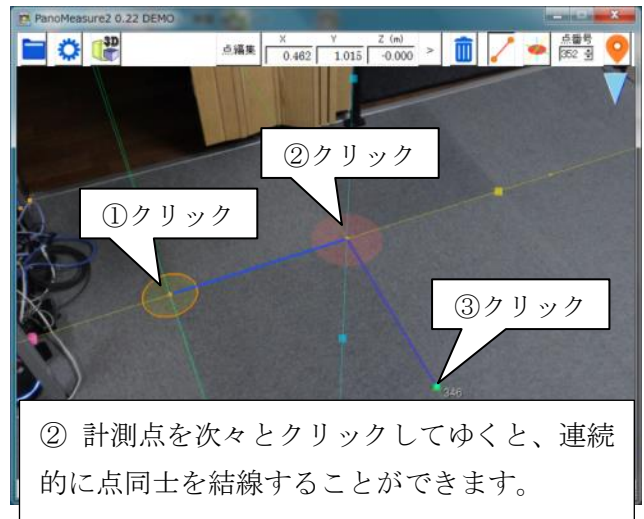 PanoMeasure2 0.22 DEMO
3D
点編集
X
Y
Z (m)
点番号
0.462
1.015
-0.000
>
352
②クリック
①クリック
③クリック
346
② 計測点を次々とクリックしてゆくと、連続
的に点同士を結線することができます。